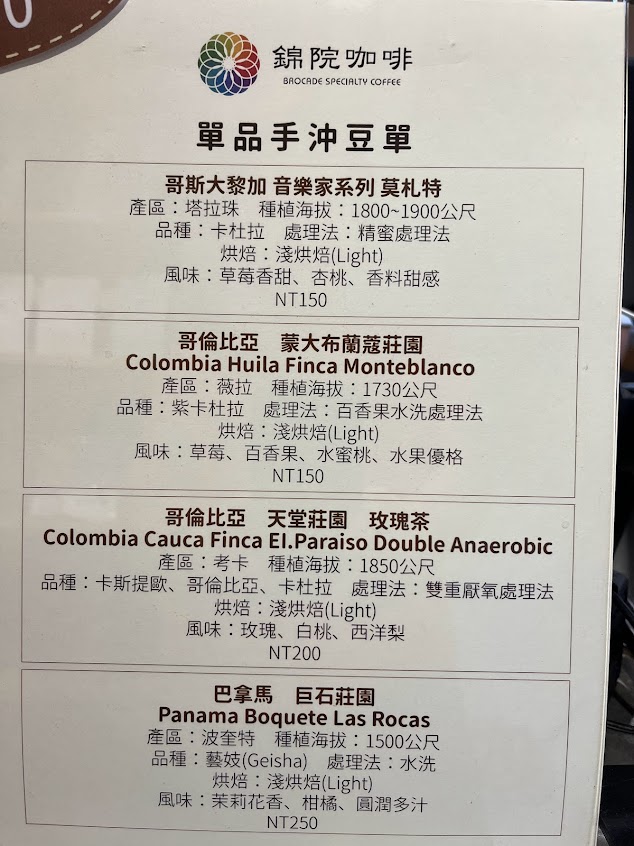 錦院咖啡
BROCADE SPECIALTY COFFEE
單品手沖豆單
哥斯大黎加 音樂家系列 莫札特
產區：塔拉珠　種植海拔：1800~1900公尺
品種：卡杜拉　處理法：精蜜處理法
烘焙：淺烘焙(Light)
風味：草莓香甜、杏桃、香料甜感
NT150
哥倫比亞　蒙大布蘭蔻莊園
Colombia Huila Finca Monteblanco
產區：薇拉　種植海拔：1730公尺
品種：紫卡杜拉　處理法：百香果水洗處理法
烘焙：淺烘焙(Light)
風味：草莓、百香果、水蜜桃、水果優格
NT150
哥倫比亞　天堂莊園　玫瑰茶
Colombia Cauca Finca EI.Paraiso Double Anaerobic
產區：考卡　種植海拔：1850公尺
品種：卡斯提歐、哥倫比亞、卡杜拉　處理法：雙重厭氧處理法
烘焙：淺烘焙(Light)
風味：玫瑰、白桃、西洋梨
NT200
巴拿馬　巨石莊園
Panama Boquete Las Rocas
產區：波奎特　種植海拔：1500公尺
品種：藝妓(Geisha)　處理法：水洗
烘焙：淺烘焙(Light)
風味：茉莉花香、柑橘、圓潤多汁
NT250